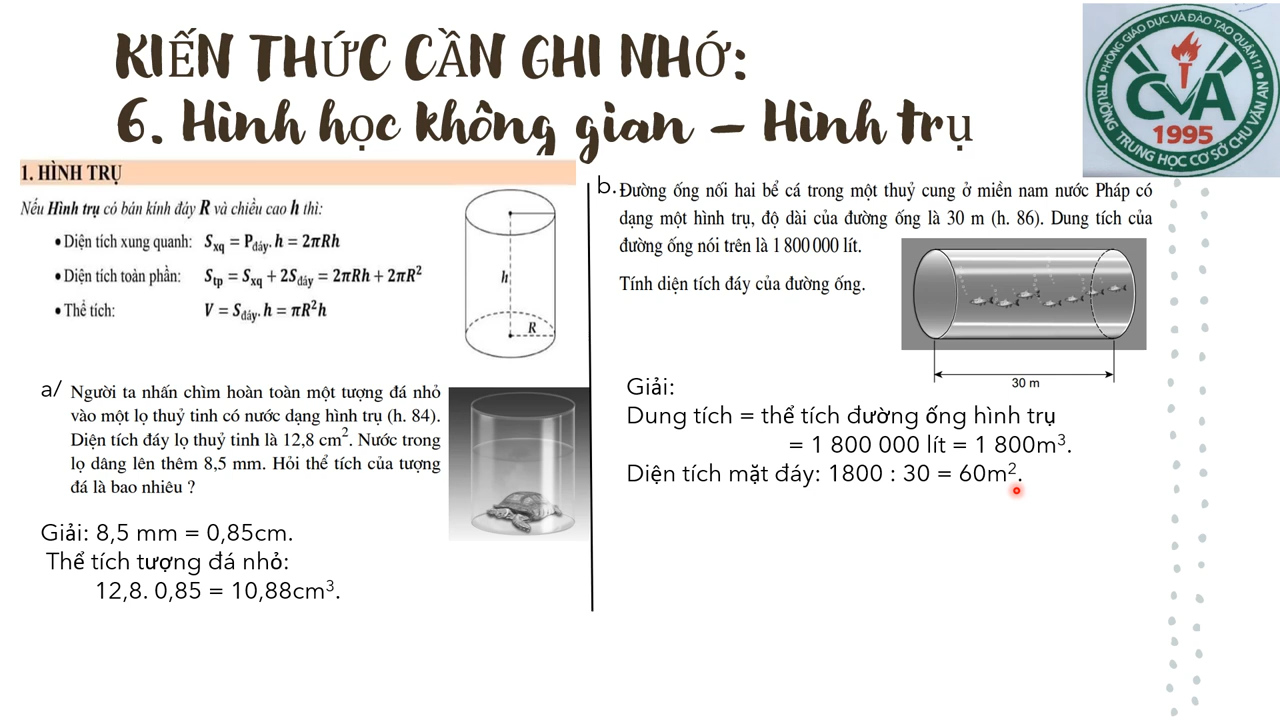 KIẾN THỨC CẦN GHI NHỚ:
6. Hình học không gian – Hình trụ
PHÒNG GIÁO DỤC VÀ ĐÀO TẠO QUẬN 11
CVA
1995
TRƯỜNG TRUNG HỌC CƠ SỞ CHU VĂN AN
1. HÌNH TRỤ
Nếu Hình trụ có bán kính đáy R và chiều cao h thì:
• Diện tích xung quanh: Sxq = Pđáy. h = 2πRh
• Diện tích toàn phần: Stp = Sxq + 2Sđáy = 2πRh + 2πR²
• Thể tích: V = Sđáy. h = πR²h
h
R
a/ Người ta nhấn chìm hoàn toàn một tượng đá nhỏ
vào một lọ thuỷ tinh có nước dạng hình trụ (h. 84).
Diện tích đáy lọ thuỷ tinh là 12,8 cm². Nước trong
lọ dâng lên thêm 8,5 mm. Hỏi thể tích của tượng
đá là bao nhiêu ?
Giải: 8,5 mm = 0,85cm.
Thể tích tượng đá nhỏ:
12,8. 0,85 = 10,88cm³.
b. Đường ống nối hai bể cá trong một thuỷ cung ở miền nam nước Pháp có
dạng một hình trụ, độ dài của đường ống là 30 m (h. 86). Dung tích của
đường ống nói trên là 1 800 000 lít.
Tính diện tích đáy của đường ống.
30 m
Giải:
Dung tích = thể tích đường ống hình trụ
= 1 800 000 lít = 1 800m³.
Diện tích mặt đáy: 1800 : 30 = 60m².